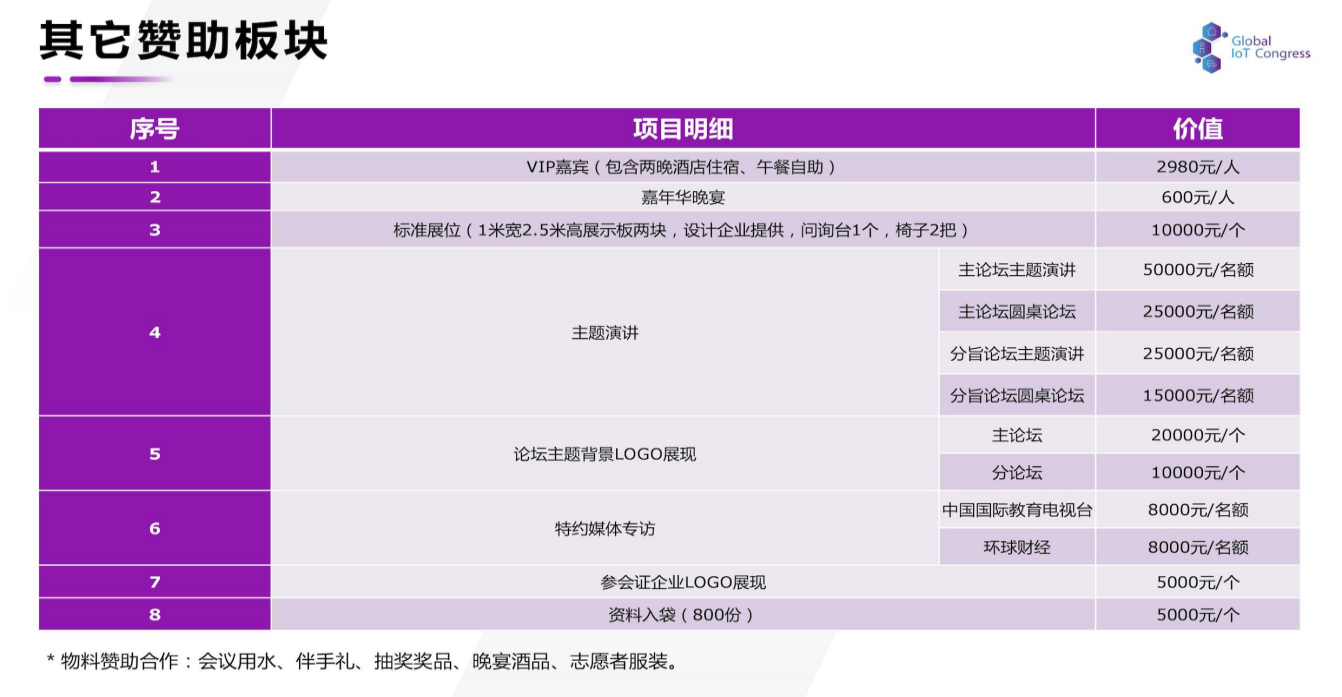 其它赞助板块
Global
IoT Congress
序号 项目明细 价值
1 VIP嘉宾（包含两晚酒店住宿、午餐自助） 2980元/人
2 嘉年华晚宴 600元/人
3 标准展位（1米宽2.5米高展示板两块，设计企业提供，问询台1个，椅子2把） 10000元/个
4 主题演讲 主论坛主题演讲 50000元/名额
主论坛圆桌论坛 25000元/名额
分旨论坛主题演讲 25000元/名额
分旨论坛圆桌论坛 15000元/名额
5 论坛主题背景LOGO展现 主论坛 20000元/个
分论坛 10000元/个
6 特约媒体专访 中国国际教育电视台 8000元/名额
环球财经 8000元/名额
7 参会证企业LOGO展现 5000元/个
8 资料入袋（800份） 5000元/个
* 物料赞助合作：会议用水、伴手礼、抽奖奖品、晚宴酒品、志愿者服装。